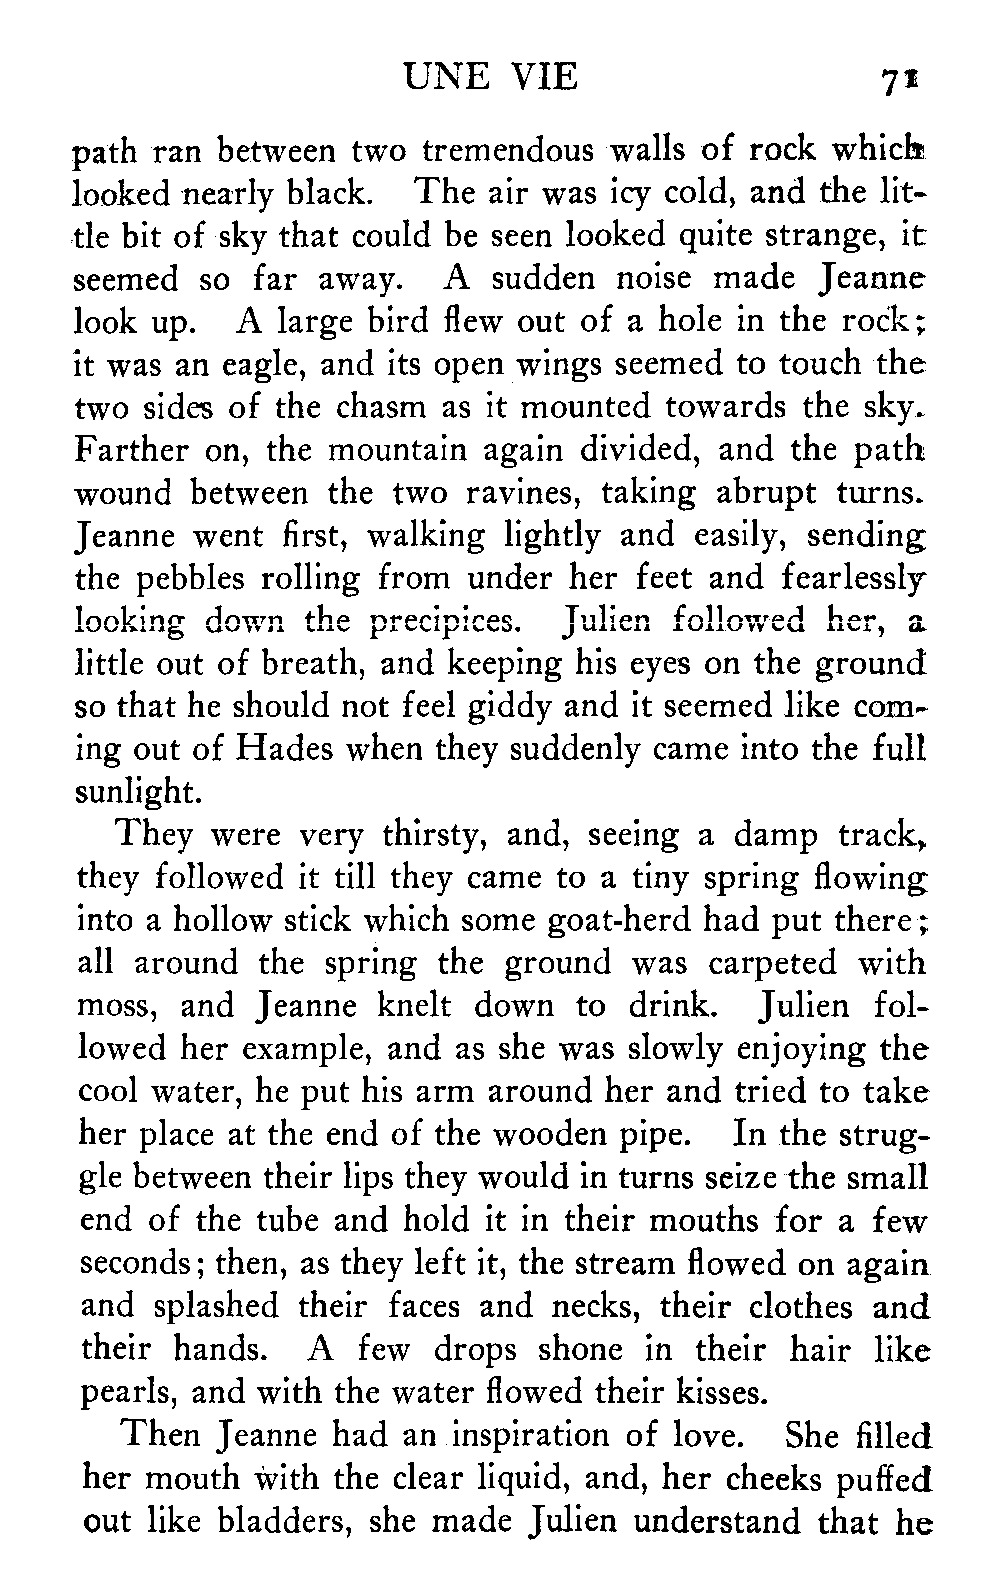 UNE VIE 71
path ran between two tremendous walls of rock which
looked nearly black. The air was icy cold, and the lit-
tle bit of sky that could be seen looked quite strange, it
seemed so far away. A sudden noise made Jeanne
look up. A large bird flew out of a hole in the rock;
it was an eagle, and its open wings seemed to touch the
two sides of the chasm as it mounted towards the sky.
Farther on, the mountain again divided, and the path
wound between the two ravines, taking abrupt turns.
Jeanne went first, walking lightly and easily, sending
the pebbles rolling from under her feet and fearlessly
looking down the precipices. Julien followed her, a
little out of breath, and keeping his eyes on the ground
so that he should not feel giddy and it seemed like com-
ing out of Hades when they suddenly came into the full
sunlight.
They were very thirsty, and, seeing a damp track,
they followed it till they came to a tiny spring flowing
into a hollow stick which some goat-herd had put there;
all around the spring the ground was carpeted with
moss, and Jeanne knelt down to drink. Julien fol-
lowed her example, and as she was slowly enjoying the
cool water, he put his arm around her and tried to take
her place at the end of the wooden pipe. In the strug-
gle between their lips they would in turns seize the small
end of the tube and hold it in their mouths for a few
seconds; then, as they left it, the stream flowed on again
and splashed their faces and necks, their clothes and
their hands. A few drops shone in their hair like
pearls, and with the water flowed their kisses.
Then Jeanne had an inspiration of love. She filled
her mouth with the clear liquid, and, her cheeks puffed
out like bladders, she made Julien understand that he